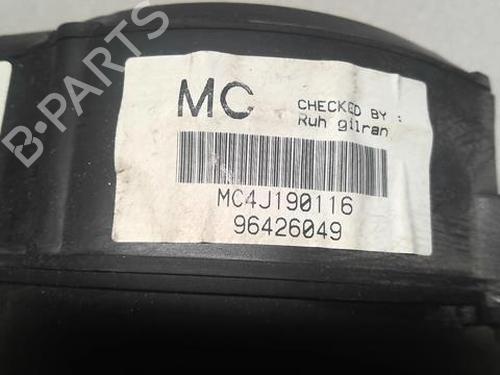 MC
CHECKED BY :
Ruh gilran
MC4J190116
96426049
B-PARTS